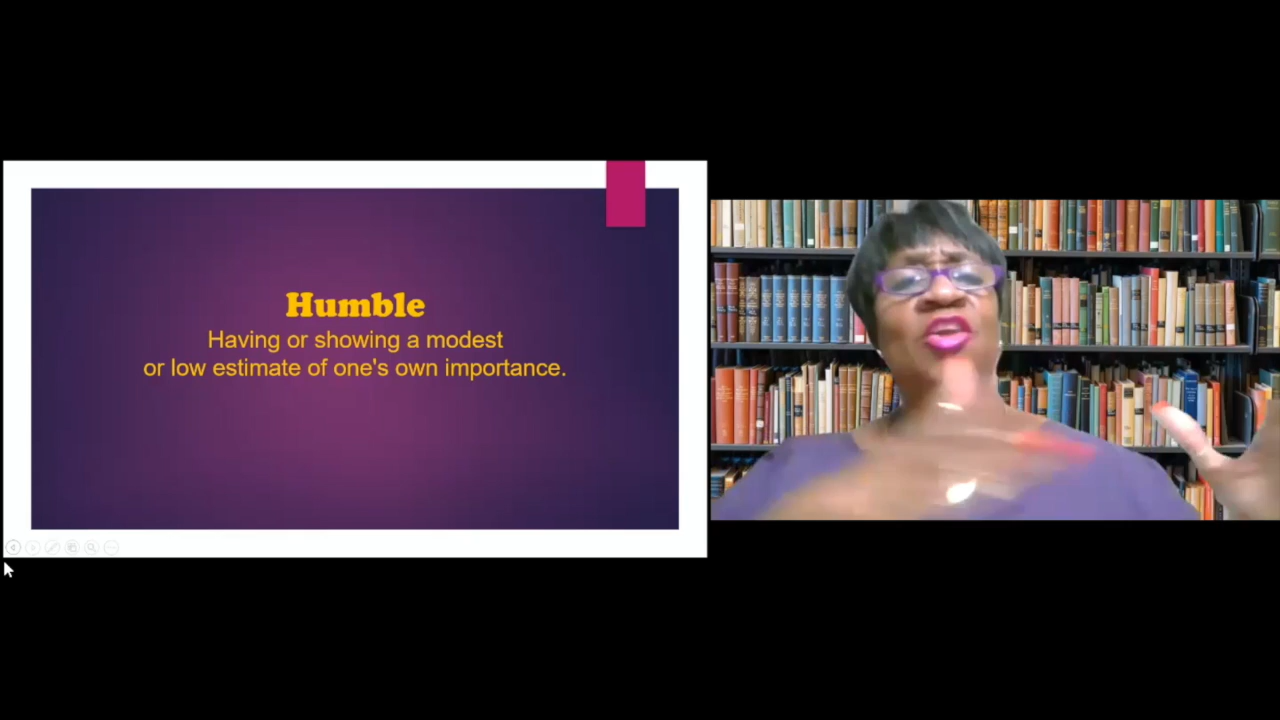 Humble
Having or showing a modest
or low estimate of one's own importance.